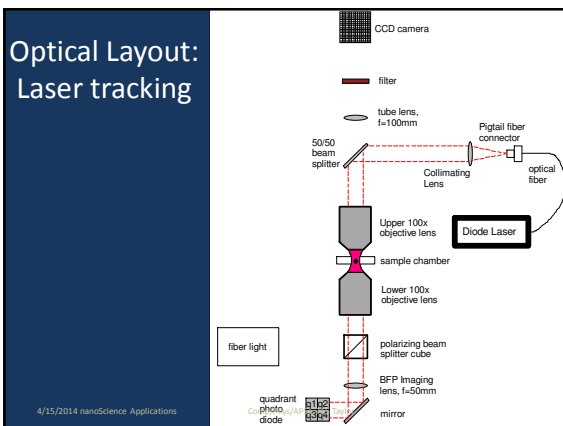 Optical Layout:
Laser tracking
CCD camera
filter
tube lens,
f=100mm
50/50
beam
splitter
Pigtail fiber
connector
optical
fiber
Collimating
Lens
Upper 100x
objective lens
Diode Laser
sample chamber
Lower 100x
objective lens
fiber light
polarizing beam
splitter cube
BFP Imaging
lens, f=50mm
quadrant
photo
diode
q1 q2
q3 q4
mirror
4/15/2014 nanoScience Applications